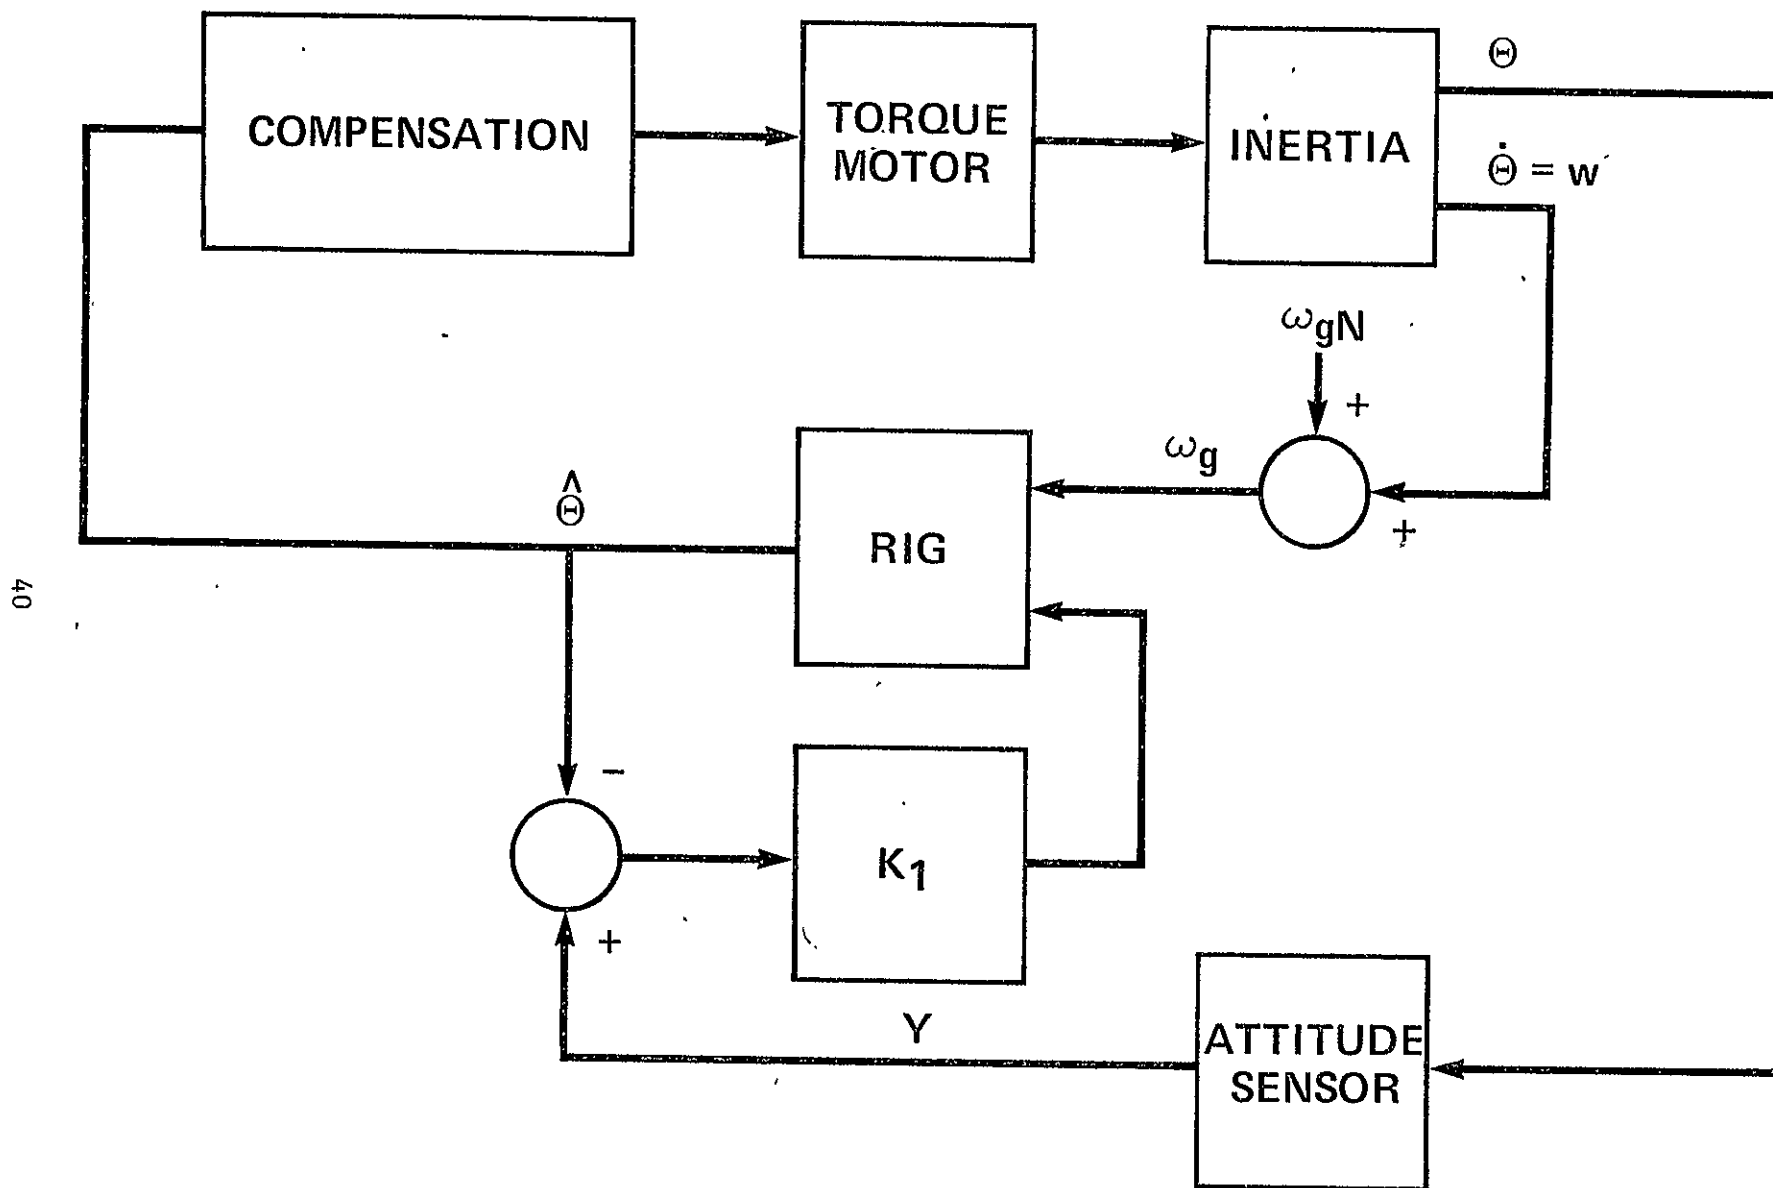 COMPENSATION
TORQUE
MOTOR
INERTIA
Θ
Θ̇ = w
ω_gN
+
+
ω_g
RIG
Θ̂
40
−
+
K₁
Y
ATTITUDE
SENSOR